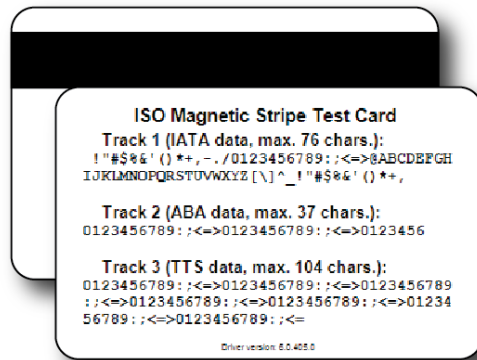 ISO Magnetic Stripe Test Card
Track 1 (IATA data, max. 76 chars.):
!"#$%&'()*+,-./0123456789:;<=>@ABCDEFGH
IJKLMNOPQRSTUVWXYZ[\]^_!"#$%&'()*+,
Track 2 (ABA data, max. 37 chars.):
0123456789:;<=>0123456789:;<=>0123456
Track 3 (TTS data, max. 104 chars.):
0123456789:;<=>0123456789:;<=>0123456789
:;<=>0123456789:;<=>0123456789:;<=>01234
56789:;<=>0123456789:;<=
Driver version: 6.0.405.0